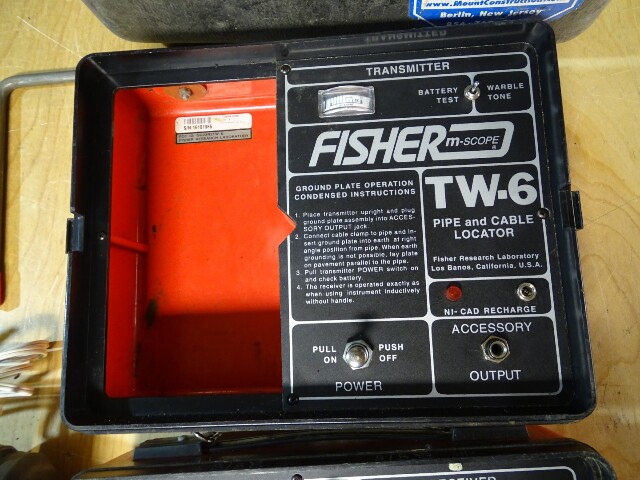 www.MountConstruction.com
Berlin, New Jersey
TRANSMITTER
BATTERY TEST
WARBLE TONE
FISHER m-SCOPE ®
GROUND PLATE OPERATION
CONDENSED INSTRUCTIONS
1. Place transmitter upright and plug
ground plate assembly into ACCES-
SORY OUTPUT jack.
2. Connect cable clamp to pipe and in-
sert ground plate into earth at right
angle position from pipe. When earth
grounding is not possible, lay plate
on pavement parallel to the pipe.
3. Pull transmitter POWER switch on
and check battery.
4. The receiver is operated exactly as
when using instrument inductively
without handle.
TW-6
PIPE and CABLE
LOCATOR
Fisher Research Laboratory
Los Banos, California, U.S.A.
NI-CAD RECHARGE
PULL ON
PUSH OFF
POWER
ACCESSORY
OUTPUT
RECEIVER